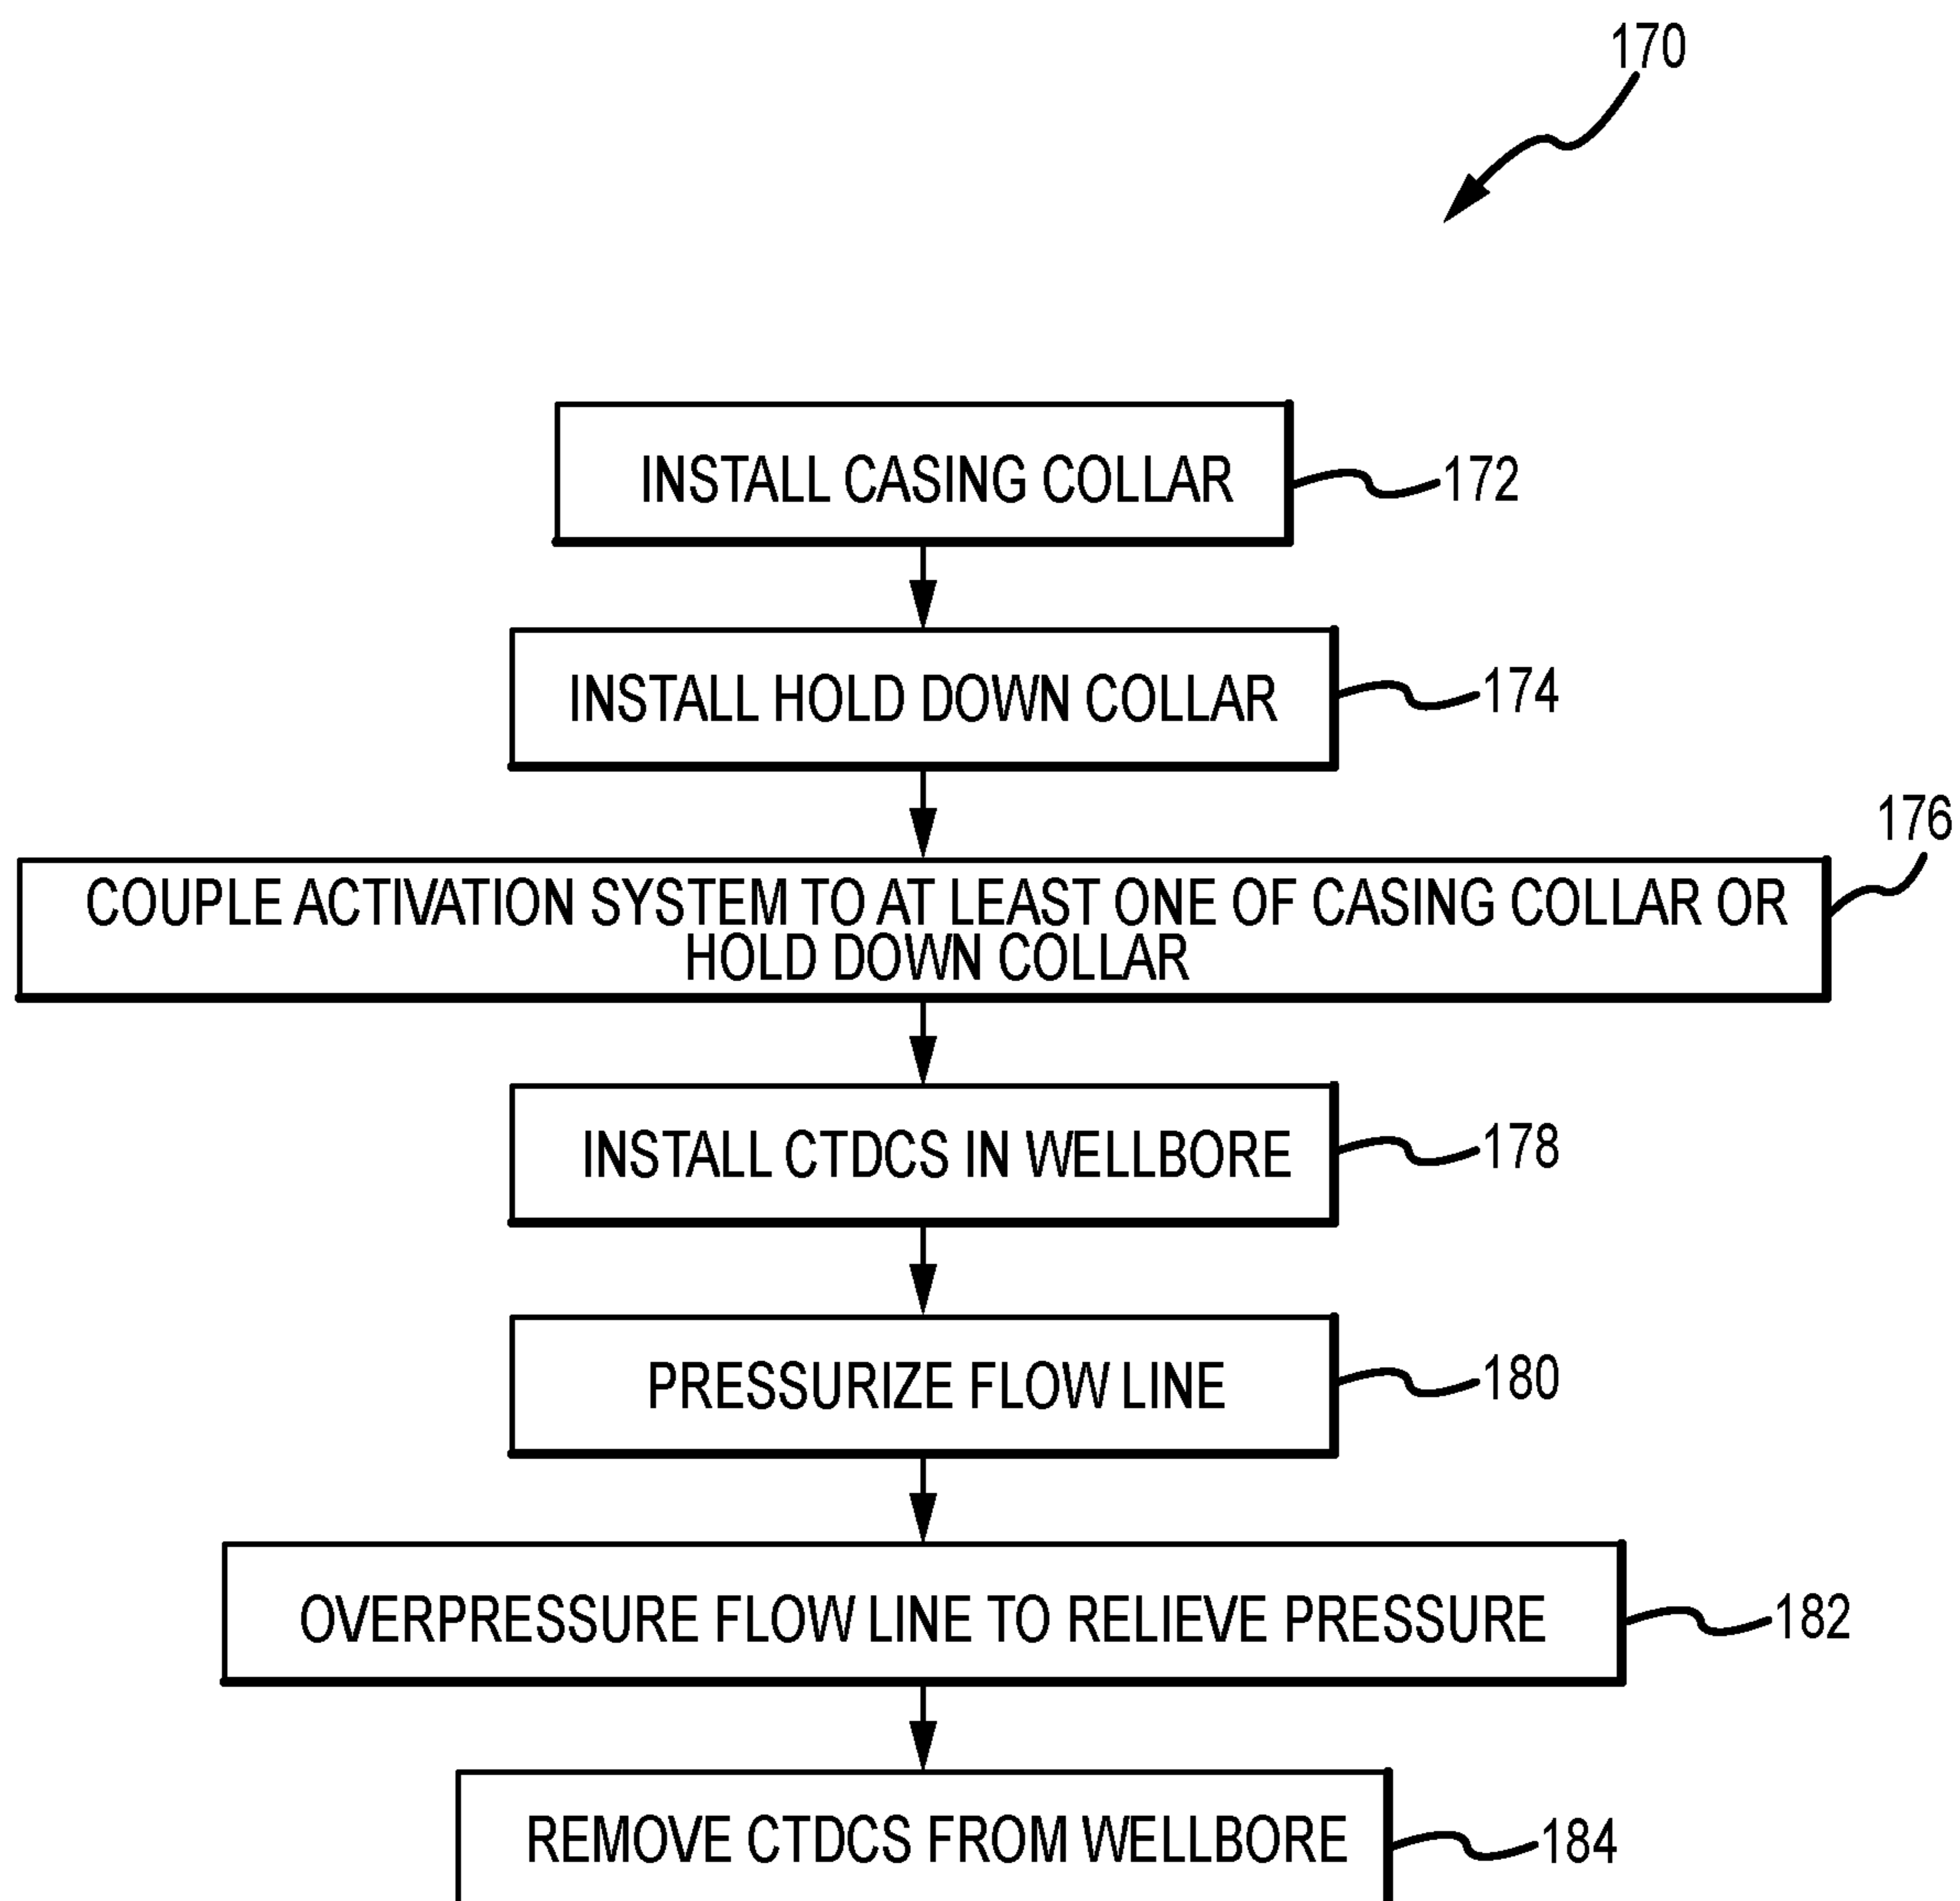 170
INSTALL CASING COLLAR
172
INSTALL HOLD DOWN COLLAR
174
176
COUPLE ACTIVATION SYSTEM TO AT LEAST ONE OF CASING COLLAR OR
HOLD DOWN COLLAR
INSTALL CTDCS IN WELLBORE
178
PRESSURIZE FLOW LINE
180
OVERPRESSURE FLOW LINE TO RELIEVE PRESSURE
182
REMOVE CTDCS FROM WELLBORE
184